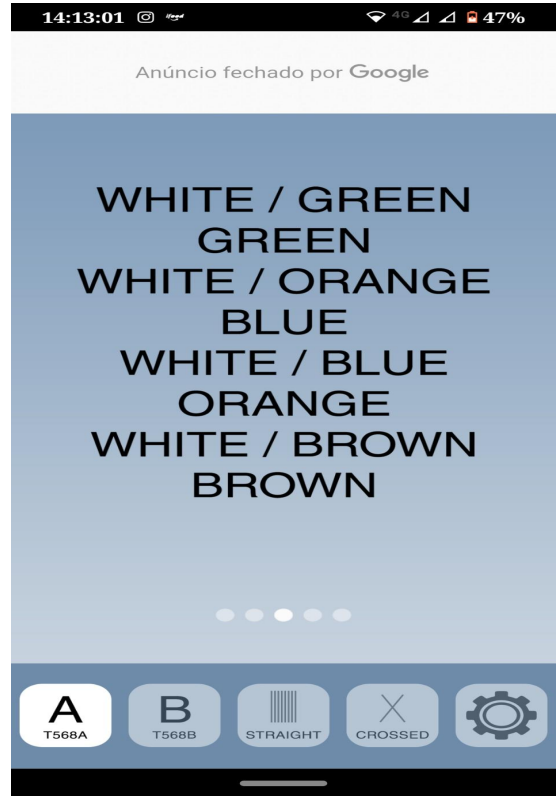 14:13:01 ifood 4G 47%
Anúncio fechado por Google
WHITE / GREEN
GREEN
WHITE / ORANGE
BLUE
WHITE / BLUE
ORANGE
WHITE / BROWN
BROWN
A B X
T568A T568B STRAIGHT CROSSED